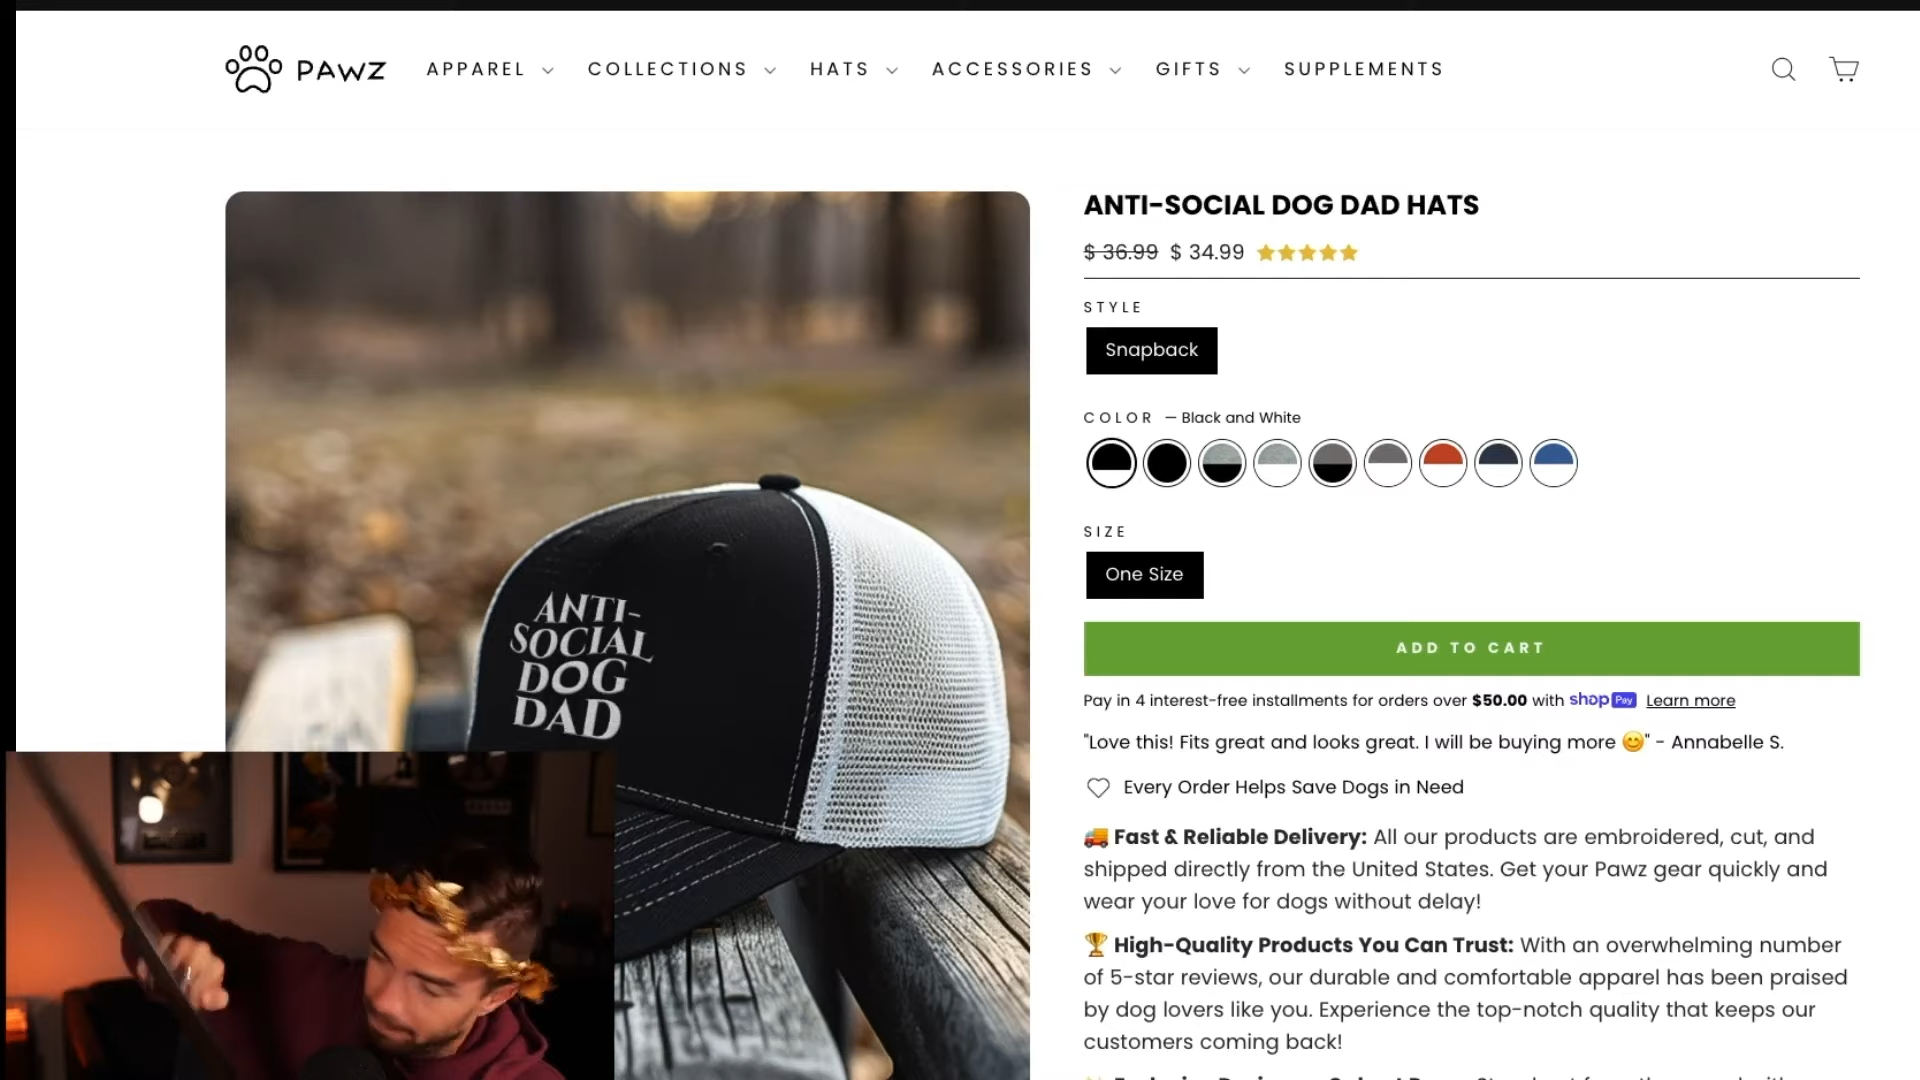 PAWZ
APPAREL
COLLECTIONS
HATS
ACCESSORIES
GIFTS
SUPPLEMENTS
ANTI-SOCIAL DOG DAD HATS
$ 36.99 $ 34.99
STYLE
Snapback
COLOR — Black and White
SIZE
One Size
ADD TO CART
Pay in 4 interest-free installments for orders over $50.00 with shop Pay Learn more
"Love this! Fits great and looks great. I will be buying more 😊" - Annabelle S.
Every Order Helps Save Dogs in Need
🚚 Fast & Reliable Delivery: All our products are embroidered, cut, and
shipped directly from the United States. Get your Pawz gear quickly and
wear your love for dogs without delay!
🏆 High-Quality Products You Can Trust: With an overwhelming number
of 5-star reviews, our durable and comfortable apparel has been praised
by dog lovers like you. Experience the top-notch quality that keeps our
customers coming back!
ANTI-
SOCIAL
DOG
DAD